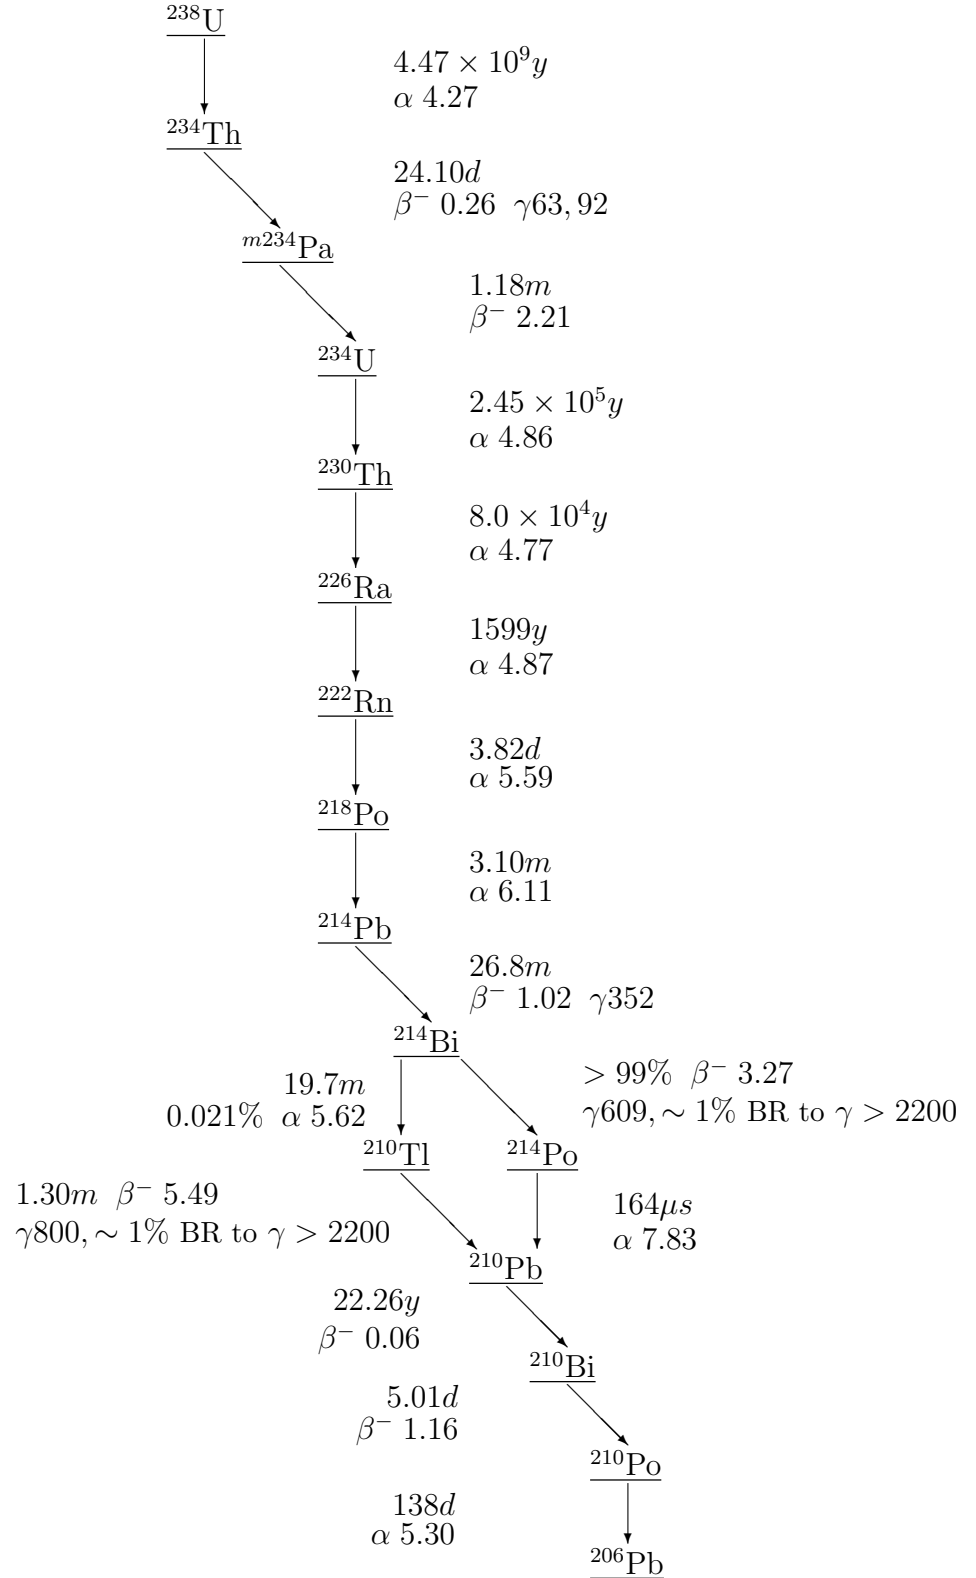 ²³⁸U
4.47 × 10⁹y
α 4.27
²³⁴Th
24.10d
β⁻ 0.26 γ63, 92
ᵐ²³⁴Pa
1.18m
β⁻ 2.21
²³⁴U
2.45 × 10⁵y
α 4.86
²³⁰Th
8.0 × 10⁴y
α 4.77
²²⁶Ra
1599y
α 4.87
²²²Rn
3.82d
α 5.59
²¹⁸Po
3.10m
α 6.11
²¹⁴Pb
26.8m
β⁻ 1.02 γ352
²¹⁴Bi
19.7m
0.021% α 5.62
> 99% β⁻ 3.27
γ609, ∼ 1% BR to γ > 2200
²¹⁰Tl
²¹⁴Po
1.30m β⁻ 5.49
γ800, ∼ 1% BR to γ > 2200
164μs
α 7.83
²¹⁰Pb
22.26y
β⁻ 0.06
²¹⁰Bi
5.01d
β⁻ 1.16
²¹⁰Po
138d
α 5.30
²⁰⁶Pb